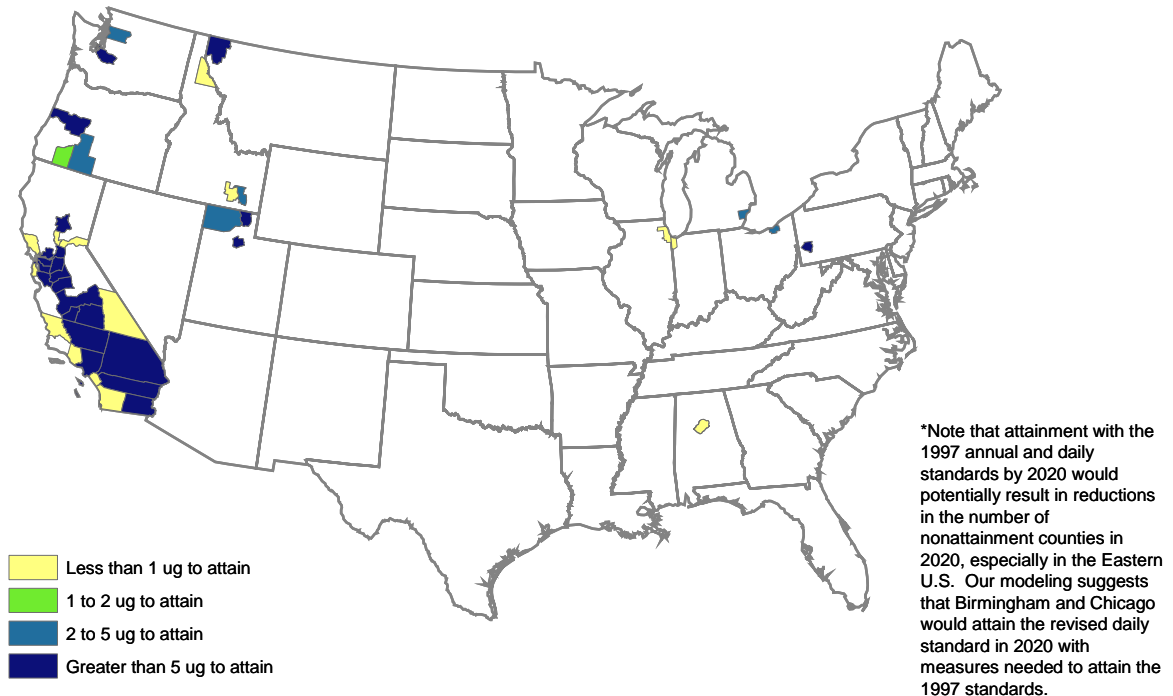 *Note that attainment with the
1997 annual and daily
standards by 2020 would
potentially result in reductions
in the number of
nonattainment counties in
2020, especially in the Eastern
U.S.  Our modeling suggests
that Birmingham and Chicago
would attain the revised daily
standard in 2020 with
measures needed to attain the
1997 standards.
Less than 1 ug to attain
1 to 2 ug to attain
2 to 5 ug to attain
Greater than 5 ug to attain